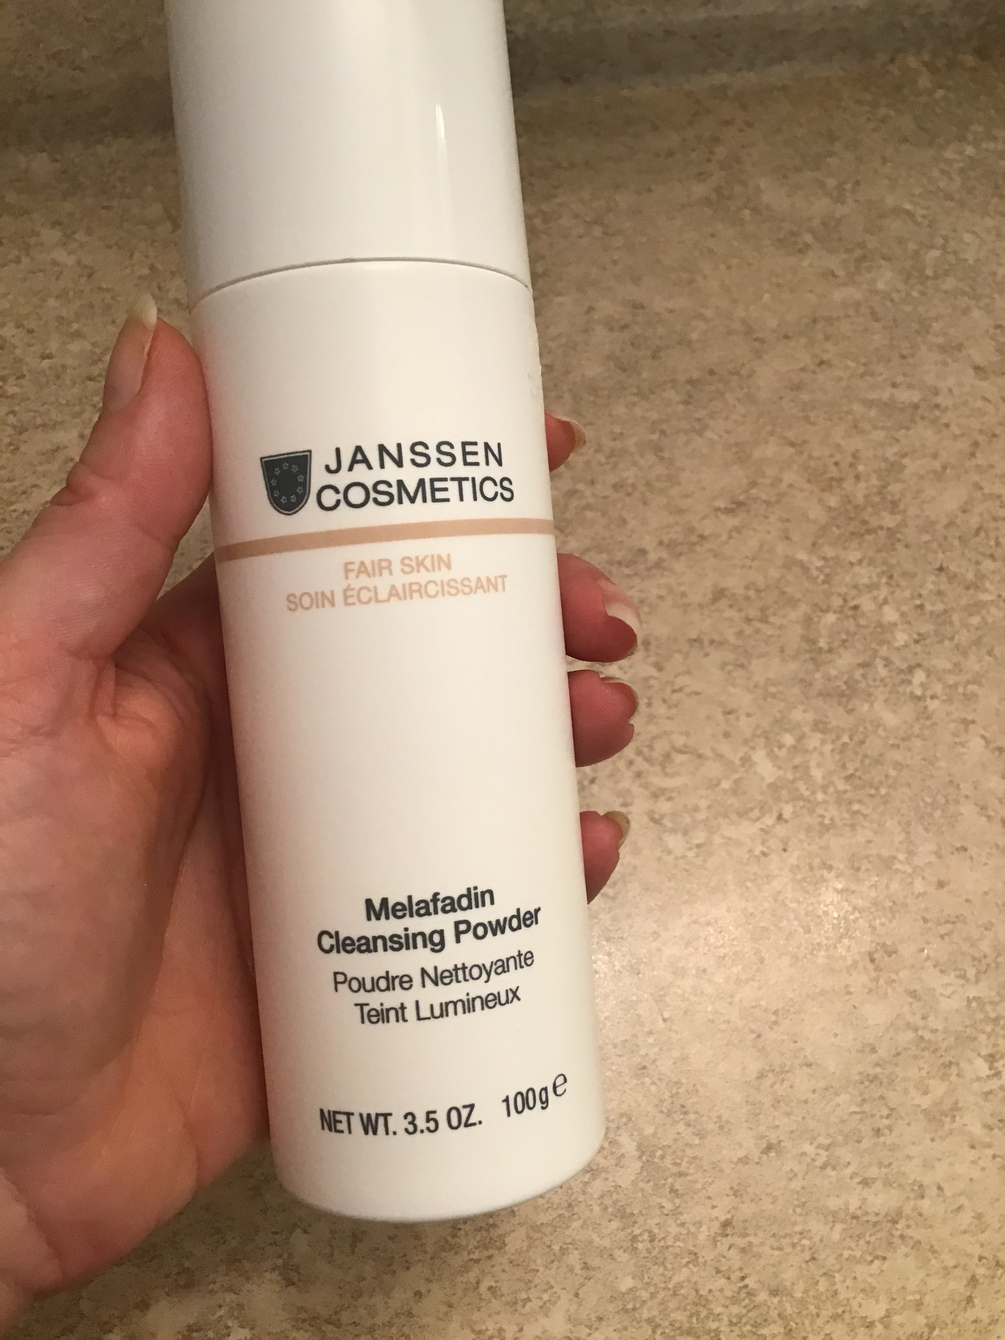 JANSSEN
COSMETICS
FAIR SKIN
SOIN ÉCLAIRCISSANT
Melafadin
Cleansing Powder
Poudre Nettoyante
Teint Lumineux
NET WT. 3.5 OZ. 100g e